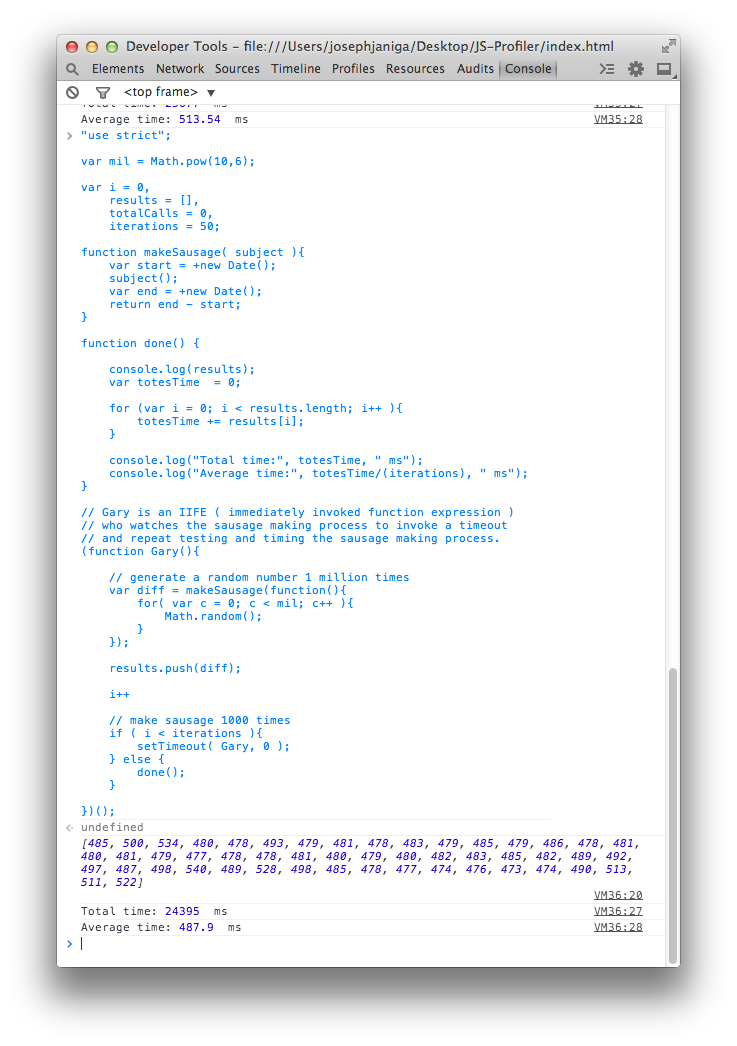 Developer Tools - file:///Users/josephjaniga/Desktop/JS-Profiler/index.html
Elements Network Sources Timeline Profiles Resources Audits Console
<top frame> ▼
Average time: 513.54 ms VM35:28
> "use strict";
var mil = Math.pow(10,6);
var i = 0,
results = [],
totalCalls = 0,
iterations = 50;
function makeSausage( subject ){
var start = +new Date();
subject();
var end = +new Date();
return end - start;
}
function done() {
console.log(results);
var totesTime  = 0;
for (var i = 0; i < results.length; i++ ){
totesTime += results[i];
}
console.log("Total time:", totesTime, " ms");
console.log("Average time:", totesTime/(iterations), " ms");
}
// Gary is an IIFE ( immediately invoked function expression )
// who watches the sausage making process to invoke a timeout
// and repeat testing and timing the sausage making process.
(function Gary(){
// generate a random number 1 million times
var diff = makeSausage(function(){
for( var c = 0; c < mil; c++ ){
Math.random();
}
});
results.push(diff);
i++
// make sausage 1000 times
if ( i < iterations ){
setTimeout( Gary, 0 );
} else {
done();
}
})();
undefined
[485, 500, 534, 480, 478, 493, 479, 481, 478, 483, 479, 485, 479, 486, 478, 481,
480, 481, 479, 477, 478, 478, 481, 480, 479, 480, 482, 483, 485, 482, 489, 492,
497, 487, 498, 540, 489, 528, 498, 485, 478, 477, 474, 476, 473, 474, 490, 513,
511, 522]
VM36:20
Total time: 24395  ms VM36:27
Average time: 487.9  ms VM36:28
>